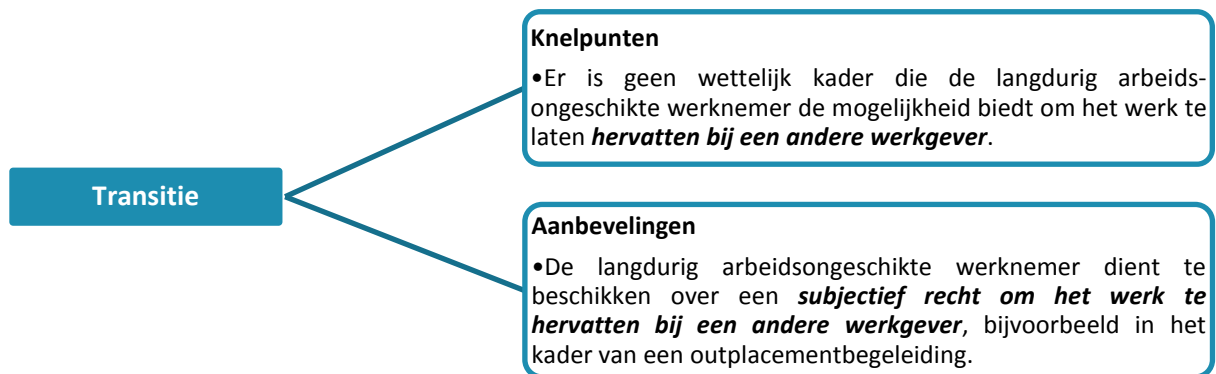 Transitie
Knelpunten
•Er is geen wettelijk kader die de langdurig arbeids-
ongeschikte werknemer de mogelijkheid biedt om het werk te
laten hervatten bij een andere werkgever.
Aanbevelingen
•De langdurig arbeidsongeschikte werknemer dient te
beschikken over een subjectief recht om het werk te
hervatten bij een andere werkgever, bijvoorbeeld in het
kader van een outplacementbegeleiding.